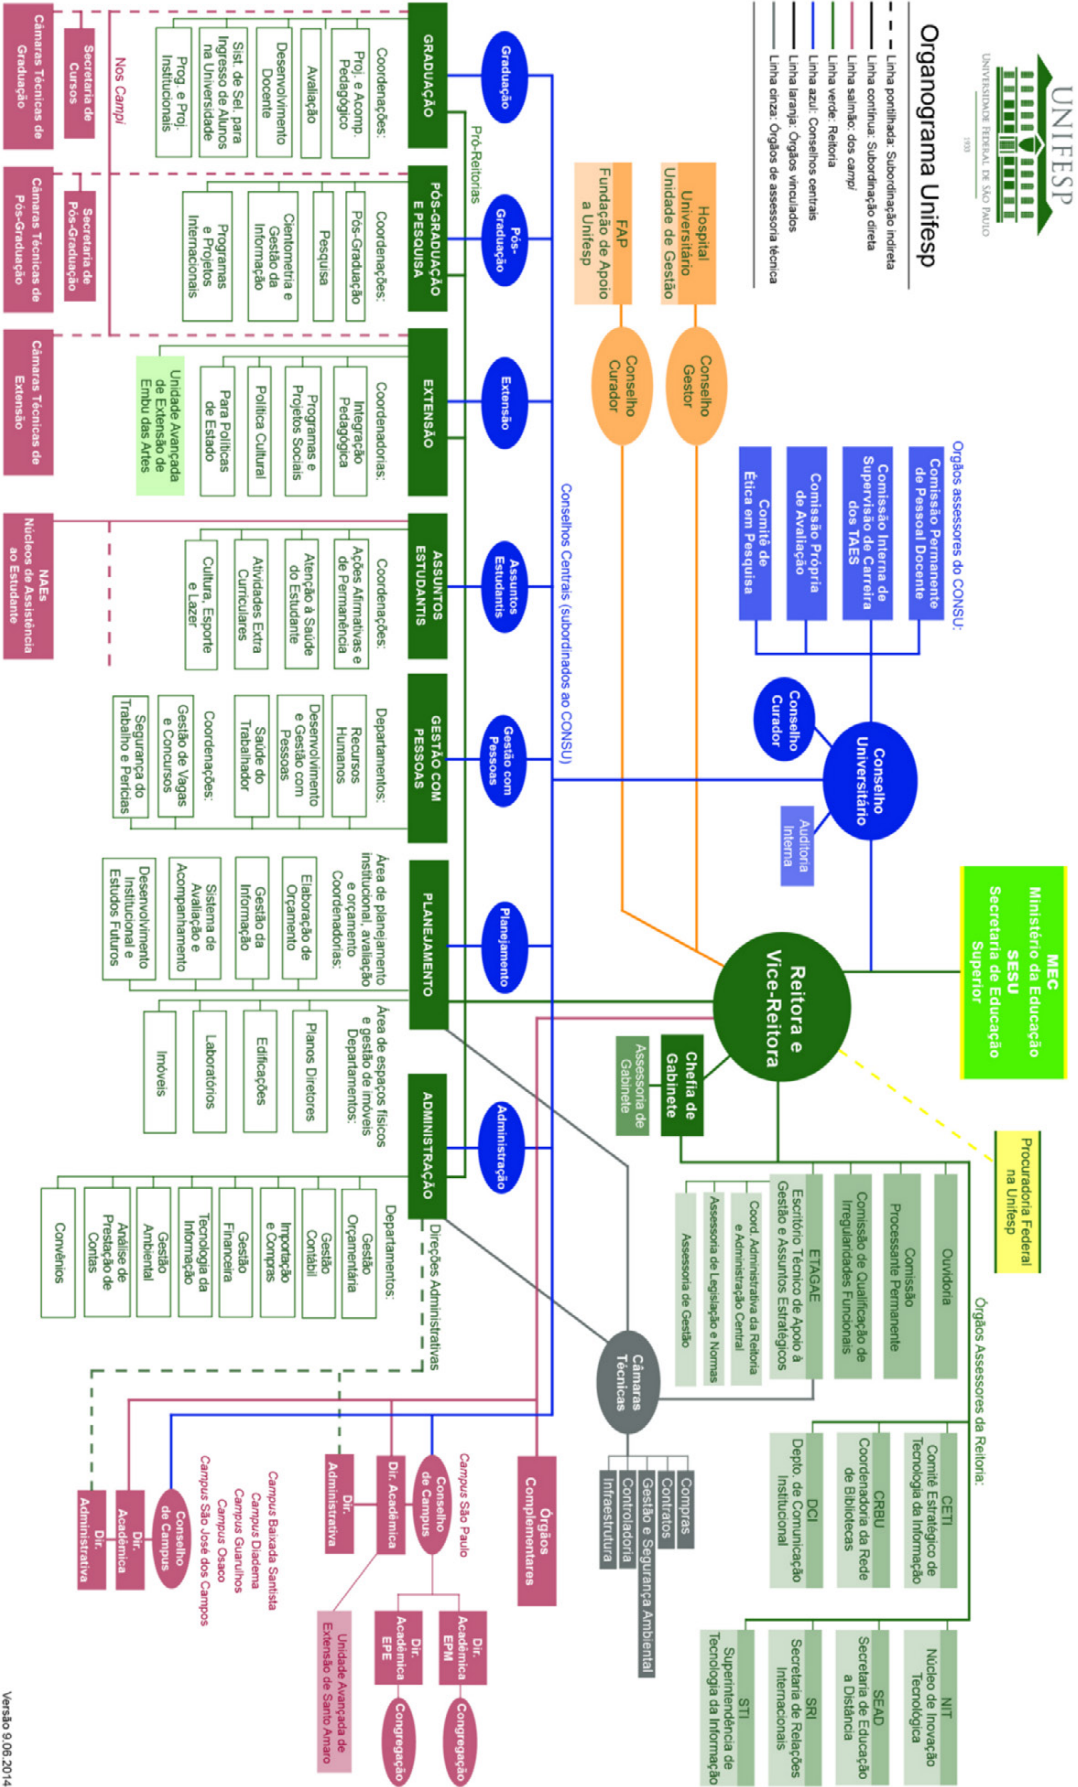 UNIFESP
UNIVERSIDADE FEDERAL DE SÃO PAULO
1933
Organograma Unifesp
Linha pontilhada: Subordinação indireta
Linha contínua: Subordinação direta
Linha salmão: dos campi
Linha verde: Reitoria
Linha azul: Conselhos centrais
Linha laranja: Órgãos vinculados
Linha cinza: Órgãos de assessoria técnica
MEC
Ministério da Educação
SESU
Secretaria de Educação
Superior
Procuradoria Federal
na Unifesp
Orgãos assessores do CONSU:
Comissão Permanente
de Pessoal Docente
Comissão Interna de
Supervisão de Carreira
dos TAES
Comissão Própria
de Avaliação
Comitê de
Ética em Pesquisa
Conselho
Universitário
Conselho
Curador
Auditoria
Interna
Reitora e
Vice-Reitora
Chefia de
Gabinete
Assessoria de
Gabinete
Órgãos Assessores da Reitoria:
Ouvidoria
Comissão
Processante Permanente
Comissão de Qualificação de
Irregularidades Funcionais
ETAGAE
Escritório Técnico de Apoio à
Gestão e Assuntos Estratégicos
Coord. Administrativa da Reitoria
e Administração Central
Assessoria de Legislação e Normas
Assessoria de Gestão
CETI
Comitê Estratégico de
Tecnologia da Informação
CRBU
Coordenadoria da Rede
de Bibliotecas
DCI
Depto. de Comunicação
Institucional
NIT
Núcleo de Inovação
Tecnológica
SEAD
Secretaria de Educação
a Distância
SRI
Secretaria de Relações
Internacionais
STI
Superintendência de
Tecnologia da Informação
Hospital
Universitário
Unidade de Gestão
Conselho
Gestor
FAP
Fundação de Apoio
a Unifesp
Conselho
Curador
Câmaras
Técnicas
Compras
Contratos
Gestão e Segurança Ambiental
Controladoria
Infraestrutura
Conselhos Centrais (subordinados ao CONSU)
Graduação
Pós-
Graduação
Extensão
Assuntos
Estudantis
Gestão com
Pessoas
Planejamento
Administração
Pró-Reitorias
GRADUAÇÃO
Coordenações:
Proj. e Acomp.
Pedagógico
Avaliação
Desenvolvimento
Docente
Sist. de Sel. para
Ingresso de Alunos
na Universidade
Prog. e Proj.
Institucionais
PÓS-GRADUAÇÃO
E PESQUISA
Coordenações:
Pós-Graduação
Pesquisa
Cientometria e
Gestão da
Informação
Programas
e Projetos
Internacionais
EXTENSÃO
Coordenadorias:
Integração
Pedagógica
Programas e
Projetos Sociais
Política Cultural
Para Políticas
de Estado
Unidade Avançada
de Extensão de
Embu das Artes
ASSUNTOS
ESTUDANTIS
Coordenações:
Ações Afirmativas e
de Permanência
Atenção à Saúde
do Estudante
Atividades Extra
Curriculares
Cultura, Esporte
e Lazer
GESTÃO COM
PESSOAS
Departamentos:
Recursos
Humanos
Desenvolvimento
e Gestão com
Pessoas
Saúde do
Trabalhador
Coordenações:
Gestão de Vagas
e Concursos
Segurança do
Trabalho e Perícias
PLANEJAMENTO
Área de planejamento
institucional, avaliação
e orçamento
Coordenadorias:
Elaboração de
Orçamento
Gestão da
Informação
Sistema de
Avaliação e
Acompanhamento
Desenvolvimento
Institucional e
Estudos Futuros
Área de espaços físicos
e gestão de imóveis
Departamentos:
Planos Diretores
Edificações
Laboratórios
Imóveis
ADMINISTRAÇÃO
Departamentos:
Gestão
Orçamentária
Gestão
Contábil
Importação
e Compras
Gestão
Financeira
Tecnologia da
Informação
Gestão
Ambiental
Análise de
Prestação de
Contas
Convênios
Direções Administrativas
Órgãos
Complementares
Campus São Paulo
Conselho
de Campus
Dir. Acadêmica
Dir.
Administrativa
Dir.
Acadêmica
EPM
Congregação
Dir.
Acadêmica
EPE
Congregação
Unidade Avançada de
Extensão de Santo Amaro
Campus Baixada Santista
Campus Diadema
Campus Guarulhos
Campus Osaco
Campus São José dos Campos
Conselho
de Campus
Dir.
Acadêmica
Dir.
Administrativa
Nos Campi
Secretaria de
Cursos
Câmaras Técnicas de
Graduação
Secretaria de
Pós-Graduação
Câmaras Técnicas de
Pós-Graduação
Câmaras Técnicas de
Extensão
NAEs
Núcleos de Assistência
ao Estudante
Versão 9.06.2014